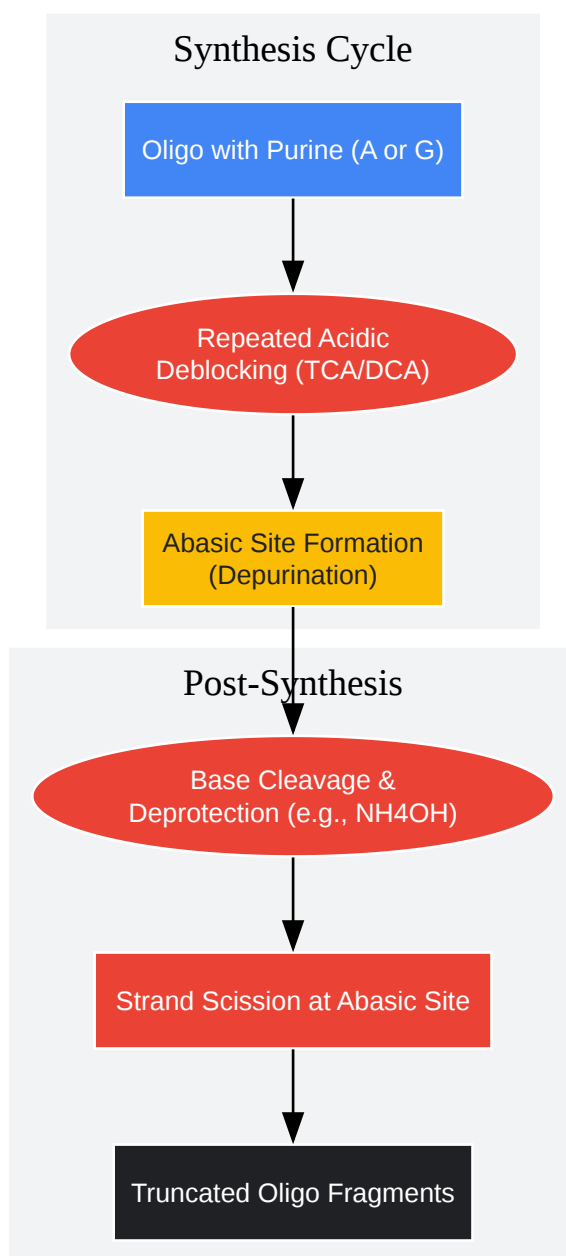 Synthesis Cycle
Oligo with Purine (A or G)
Repeated Acidic
Deblocking (TCA/DCA)
Abasic Site Formation
(Depurination)
Post-Synthesis
Base Cleavage &
Deprotection (e.g., NH4OH)
Strand Scission at Abasic Site
Truncated Oligo Fragments